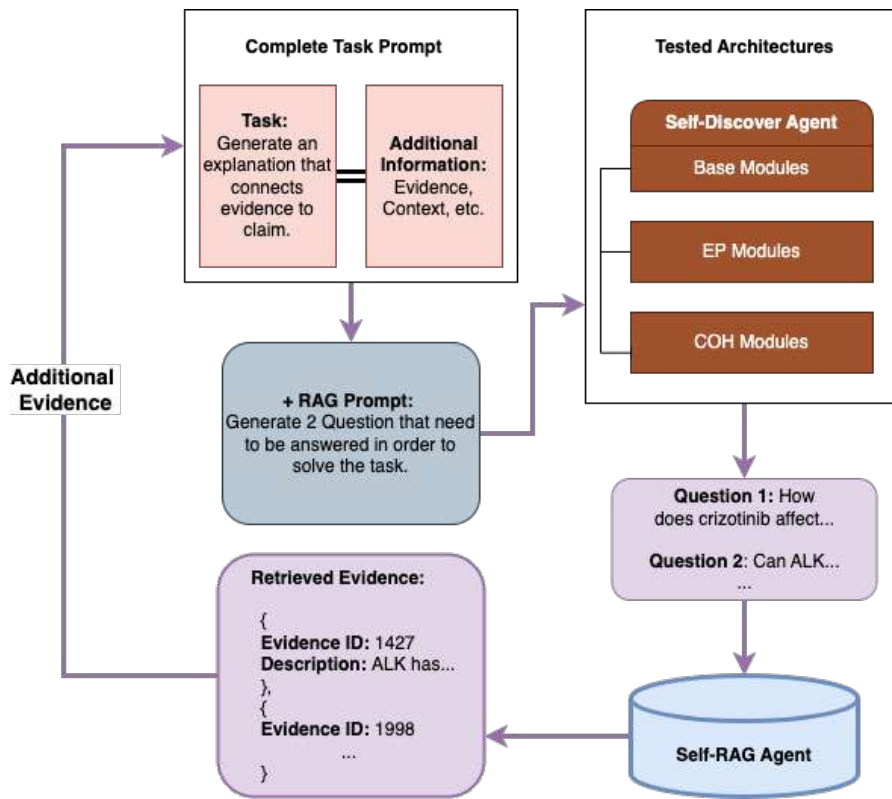 Complete Task Prompt
Task:
Generate an
explanation that
connects
evidence to
claim.
Additional
Information:
Evidence,
Context, etc.
Tested Architectures
Self-Discover Agent
Base Modules
EP Modules
COH Modules
+ RAG Prompt:
Generate 2 Question that need
to be answered in order to
solve the task.
Additional
Evidence
Question 1: How
does crizotinib affect...
Question 2: Can ALK...
...
Retrieved Evidence:
{
Evidence ID: 1427
Description: ALK has...
},
{
Evidence ID: 1998
...
}
Self-RAG Agent